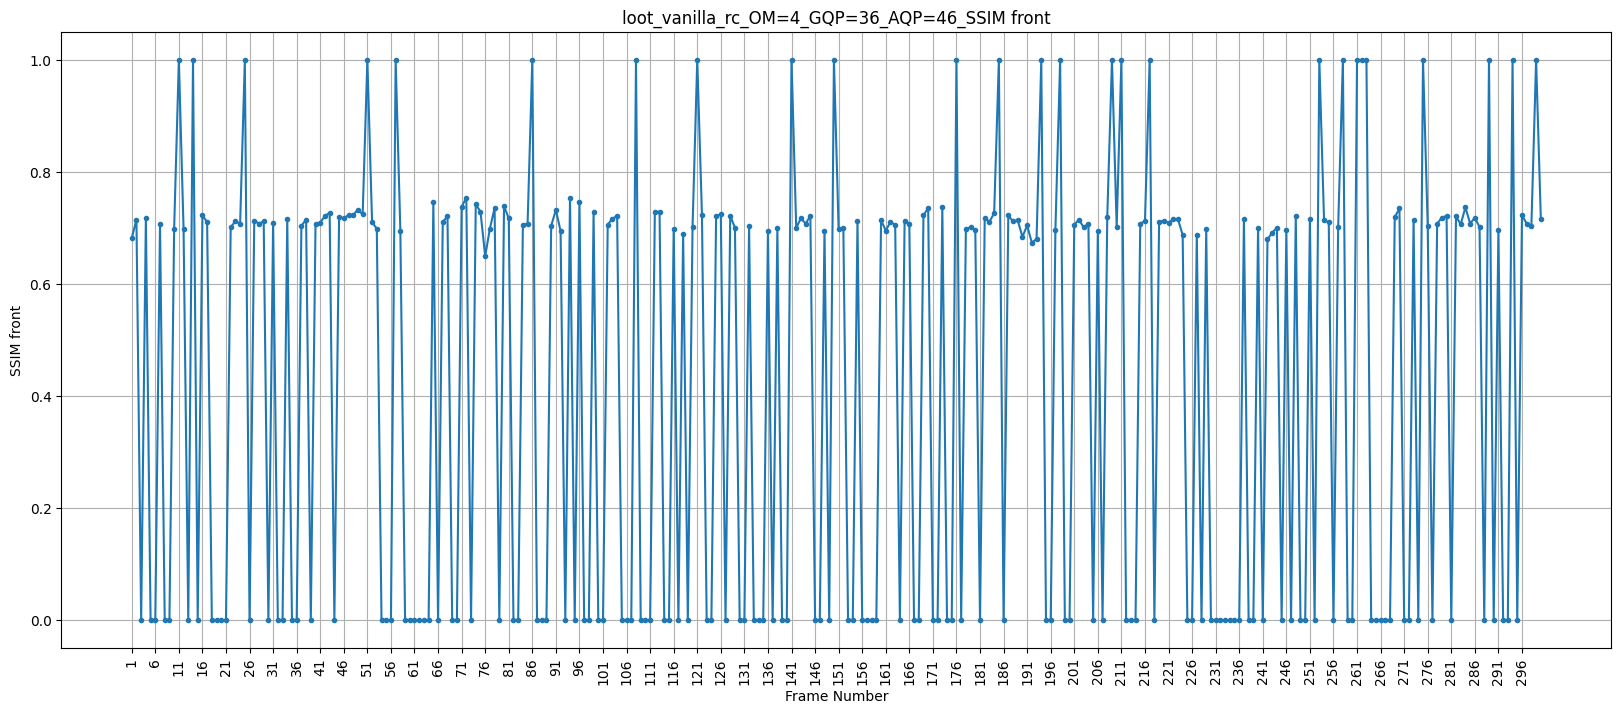 loot_vanilla_rc_OM=4_GQP=36_AQP=46_SSIM front
1.0
0.8
0.6
0.4
0.2
0.0
SSIM front
1 6 11 16 21 26 31 36 41 46 51 56 61 66 71 76 81 86 91 96 101 106 111 116 121 126 131 136 141 146 151 156 161 166 171 176 181 186 191 196 201 206 211 216 221 226 231 236 241 246 251 256 261 266 271 276 281 286 291 296
Frame Number